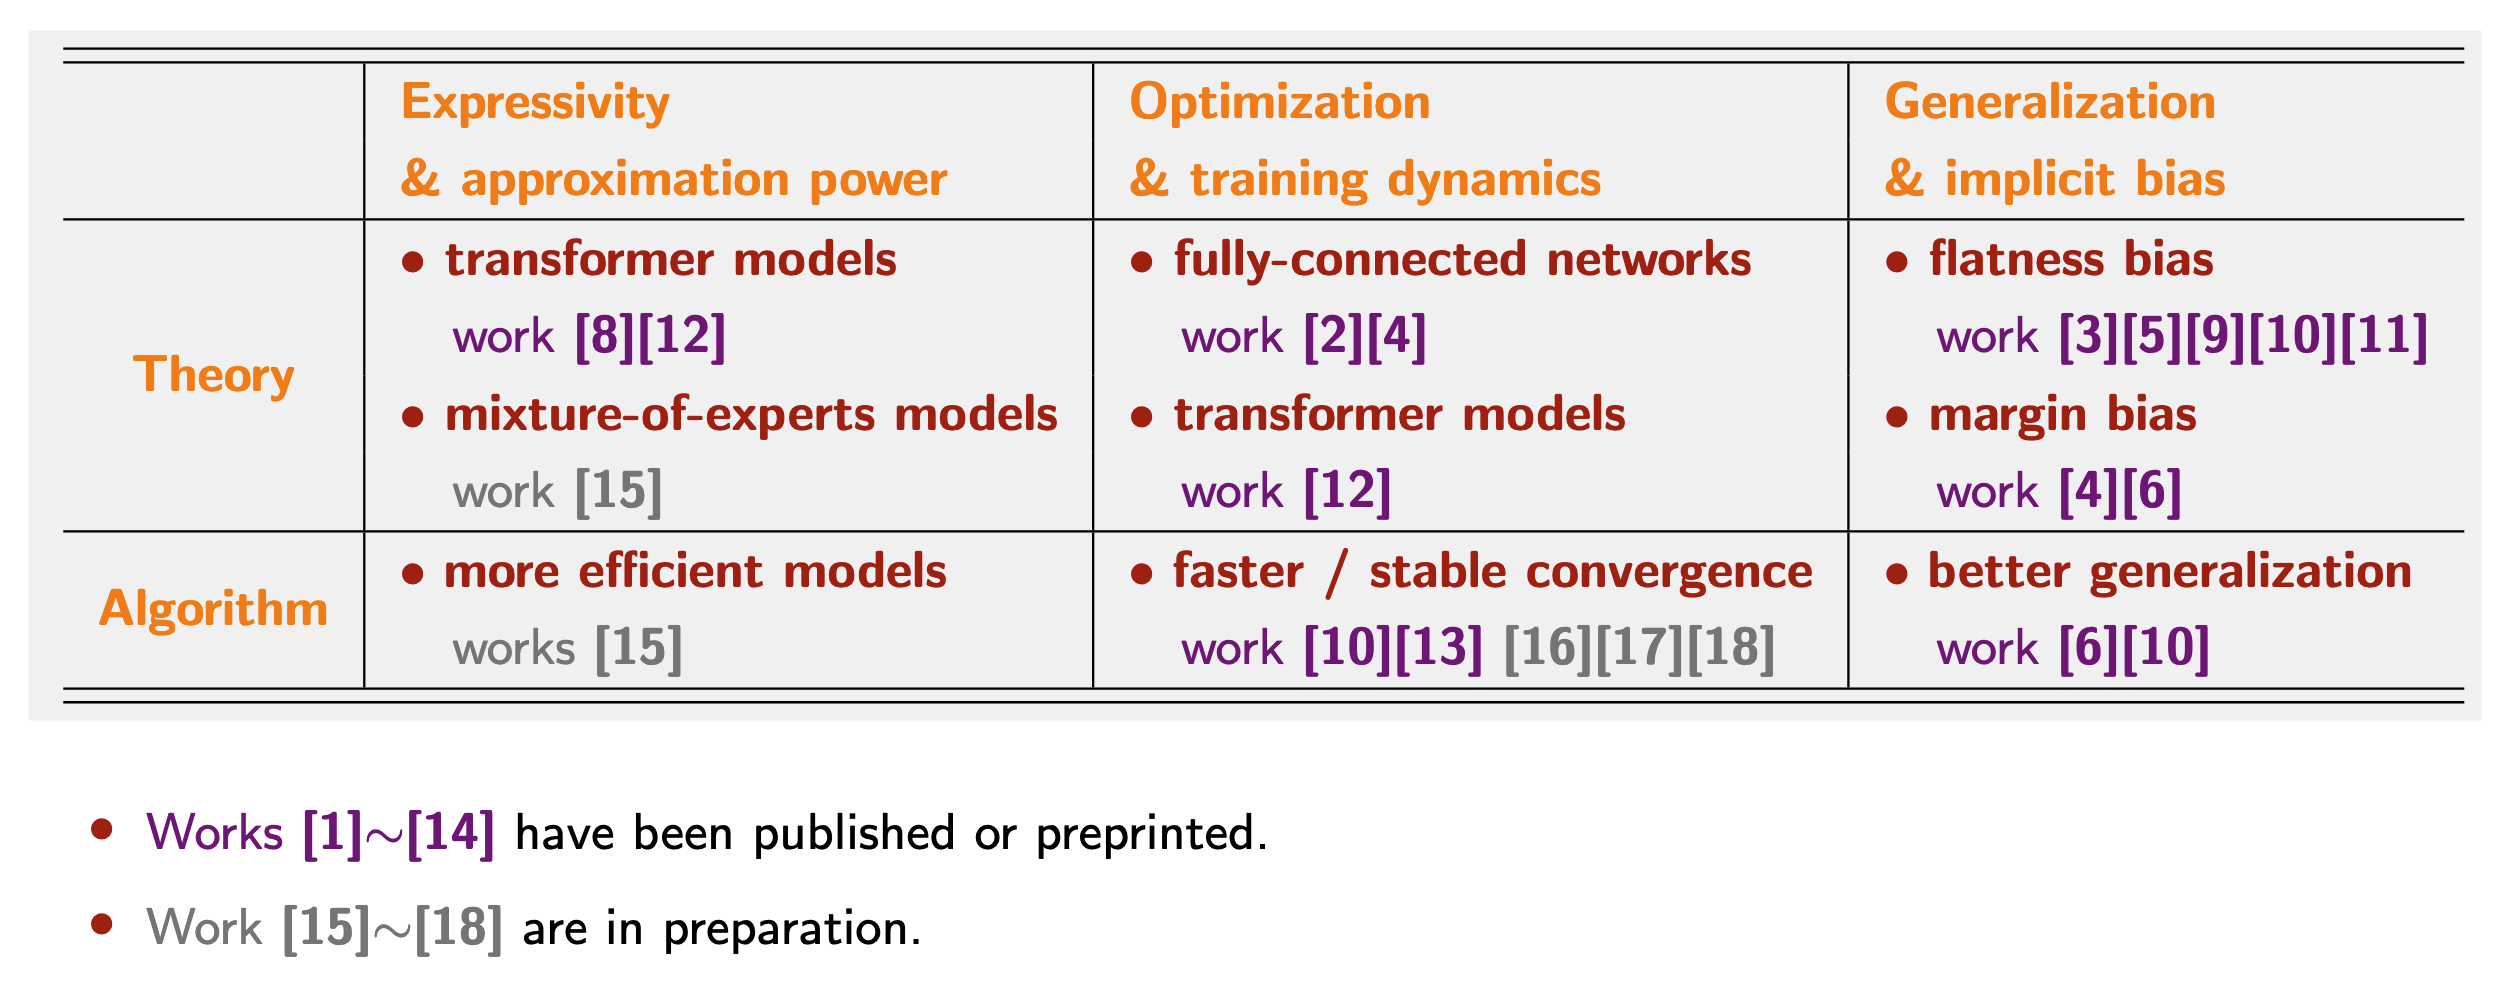 Expressivity Optimization Generalization
& approximation power & training dynamics & implicit bias
• transformer models • fully-connected networks • flatness bias
work [8][12] work [2][4] work [3][5][9][10][11]
Theory
• mixture-of-experts models • transformer models • margin bias
work [15] work [12] work [4][6]
• more efficient models • faster / stable convergence • better generalization
Algorithm
works [15] work [10][13] [16][17][18] work [6][10]
• Works [1]~[14] have been published or preprinted.
• Work [15]~[18] are in preparation.